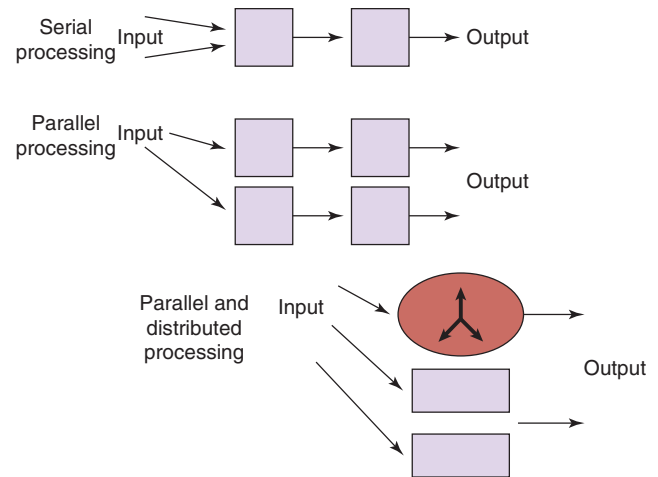 Serial
processing
Input
Output
Parallel
processing
Input
Output
Parallel and
distributed
processing
Input
Output